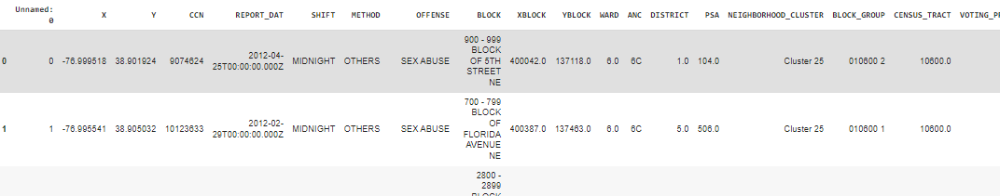 Unnamed: 0 X Y CCN REPORT_DAT SHIFT METHOD OFFENSE BLOCK XBLOCK YBLOCK WARD ANC DISTRICT PSA NEIGHBORHOOD_CLUSTER BLOCK_GROUP CENSUS_TRACT VOTING_PR
0 0 -76.999518 38.901924 9074624 2012-04-25T00:00:00.000Z MIDNIGHT OTHERS SEX ABUSE 900 - 999 BLOCK OF 5TH STREET NE 400042.0 137118.0 6.0 6C 1.0 104.0 Cluster 25 010600 2 10600.0
1 1 -76.995541 38.905032 10123633 2012-02-29T00:00:00.000Z MIDNIGHT OTHERS SEX ABUSE 700 - 799 BLOCK OF FLORIDA AVENUE NE 400387.0 137463.0 6.0 6C 5.0 506.0 Cluster 25 010600 1 10600.0
2800 - 2899 BLOCK